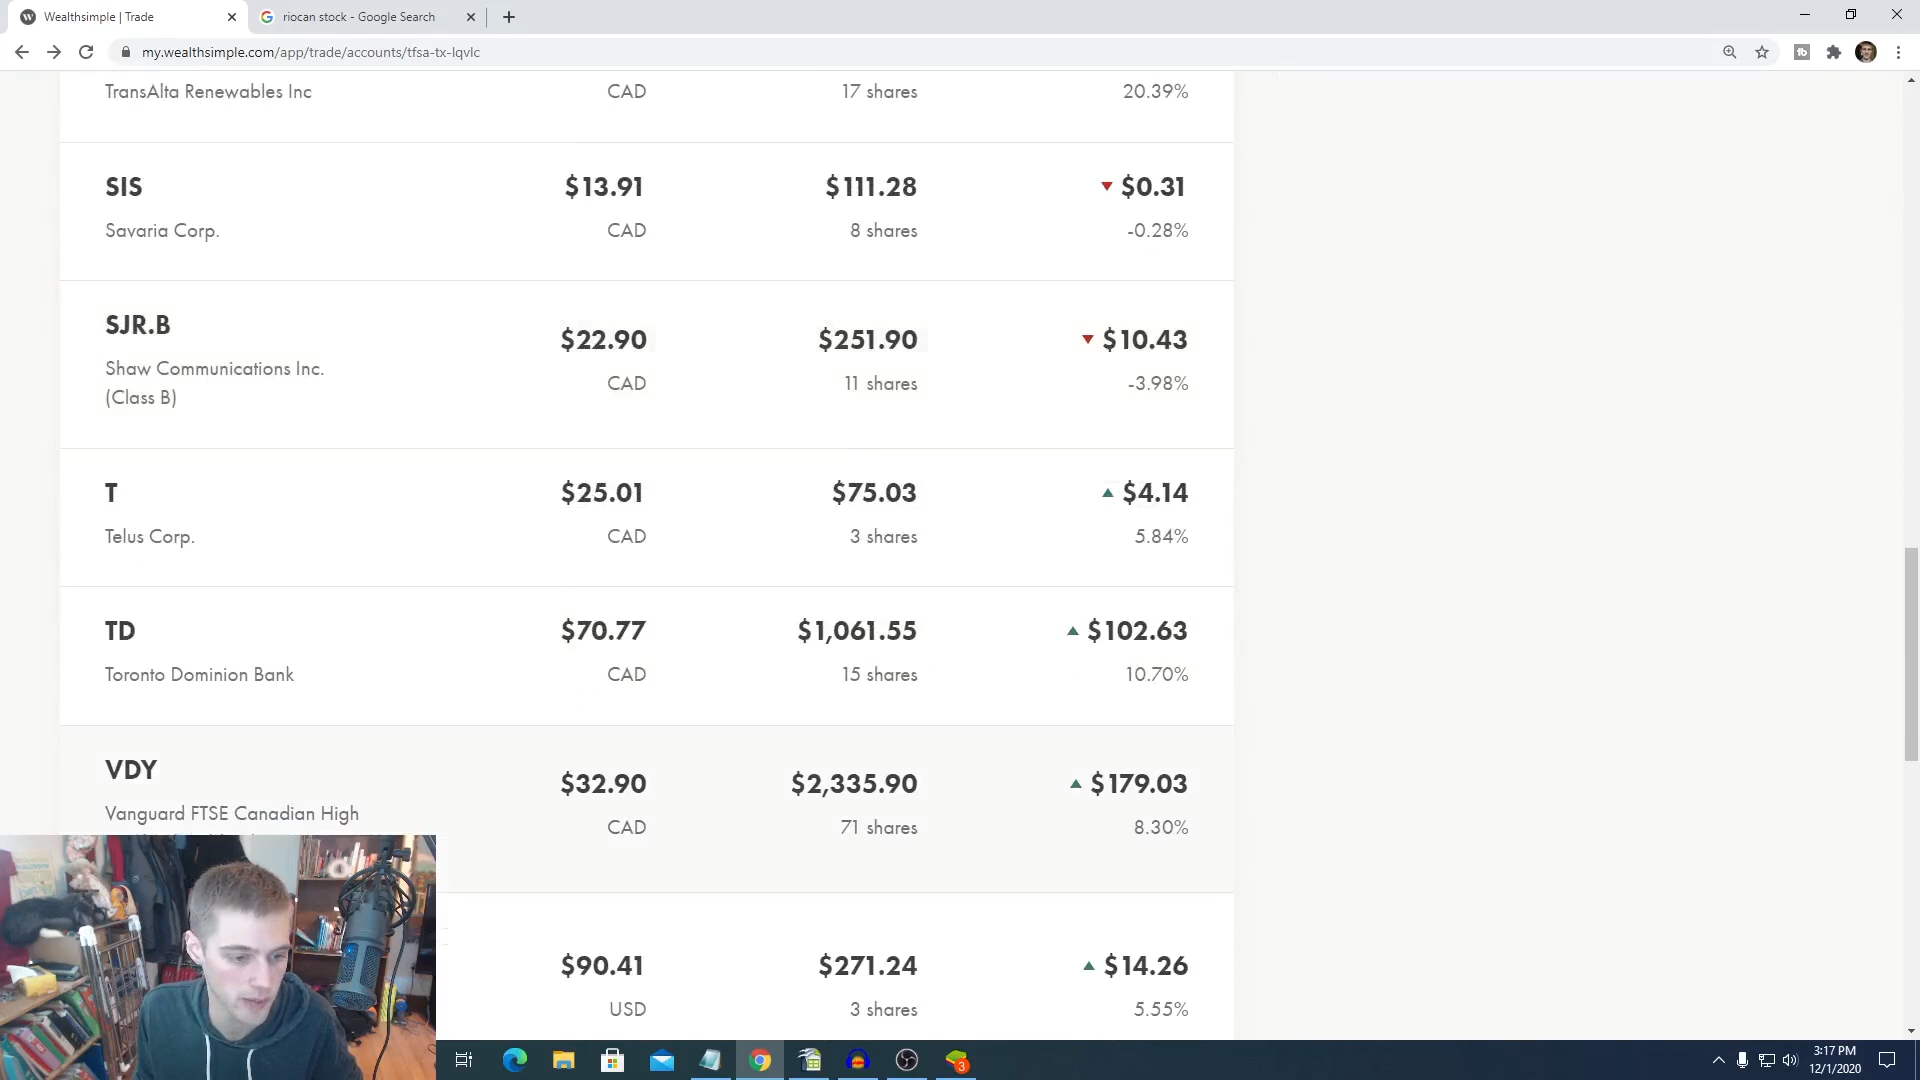 Wealthsimple | Trade
riocan stock - Google Search
my.wealthsimple.com/app/trade/accounts/tfsa-tx-lqvlc
TransAlta Renewables Inc CAD 17 shares 20.39%
SIS $13.91 $111.28 $0.31
Savaria Corp. CAD 8 shares -0.28%
SJR.B
$22.90 $251.90 $10.43
Shaw Communications Inc.
CAD 11 shares -3.98%
(Class B)
T $25.01 $75.03 $4.14
Telus Corp. CAD 3 shares 5.84%
TD $70.77 $1,061.55 $102.63
Toronto Dominion Bank CAD 15 shares 10.70%
VDY
$32.90 $2,335.90 $179.03
Vanguard FTSE Canadian High
CAD 71 shares 8.30%
$90.41 $271.24 $14.26
USD 3 shares 5.55%
3
3:17 PM
12/1/2020